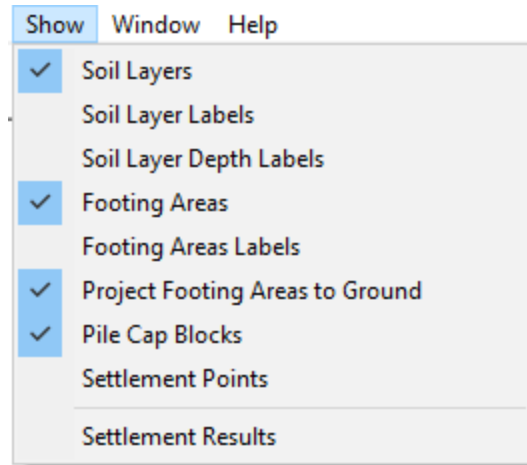 Show Window Help
Soil Layers
Soil Layer Labels
Soil Layer Depth Labels
Footing Areas
Footing Areas Labels
Project Footing Areas to Ground
Pile Cap Blocks
Settlement Points
Settlement Results